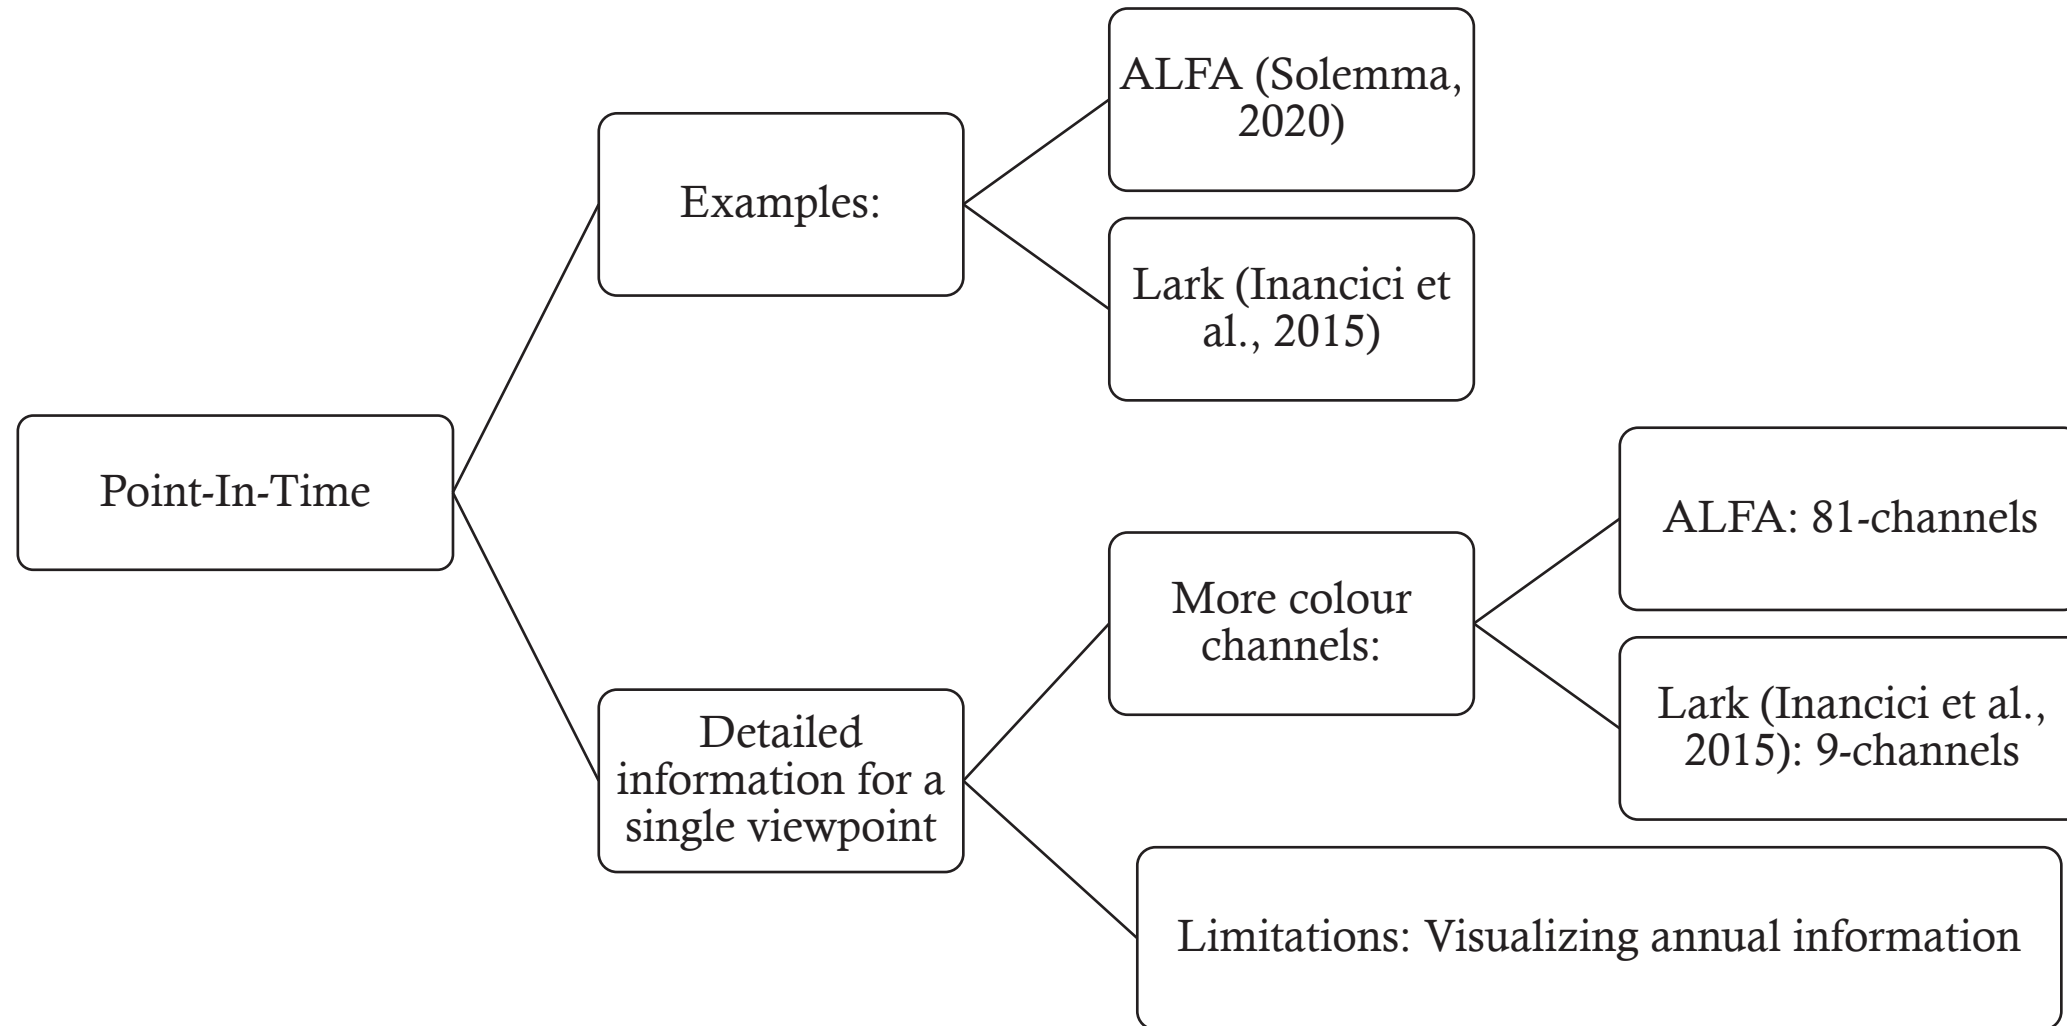 Point-In-Time
Examples:
ALFA (Solemma,
2020)
Lark (Inancici et
al., 2015)
Detailed
information for a
single viewpoint
More colour
channels:
ALFA: 81-channels
Lark (Inancici et al.,
2015): 9-channels
Limitations: Visualizing annual information